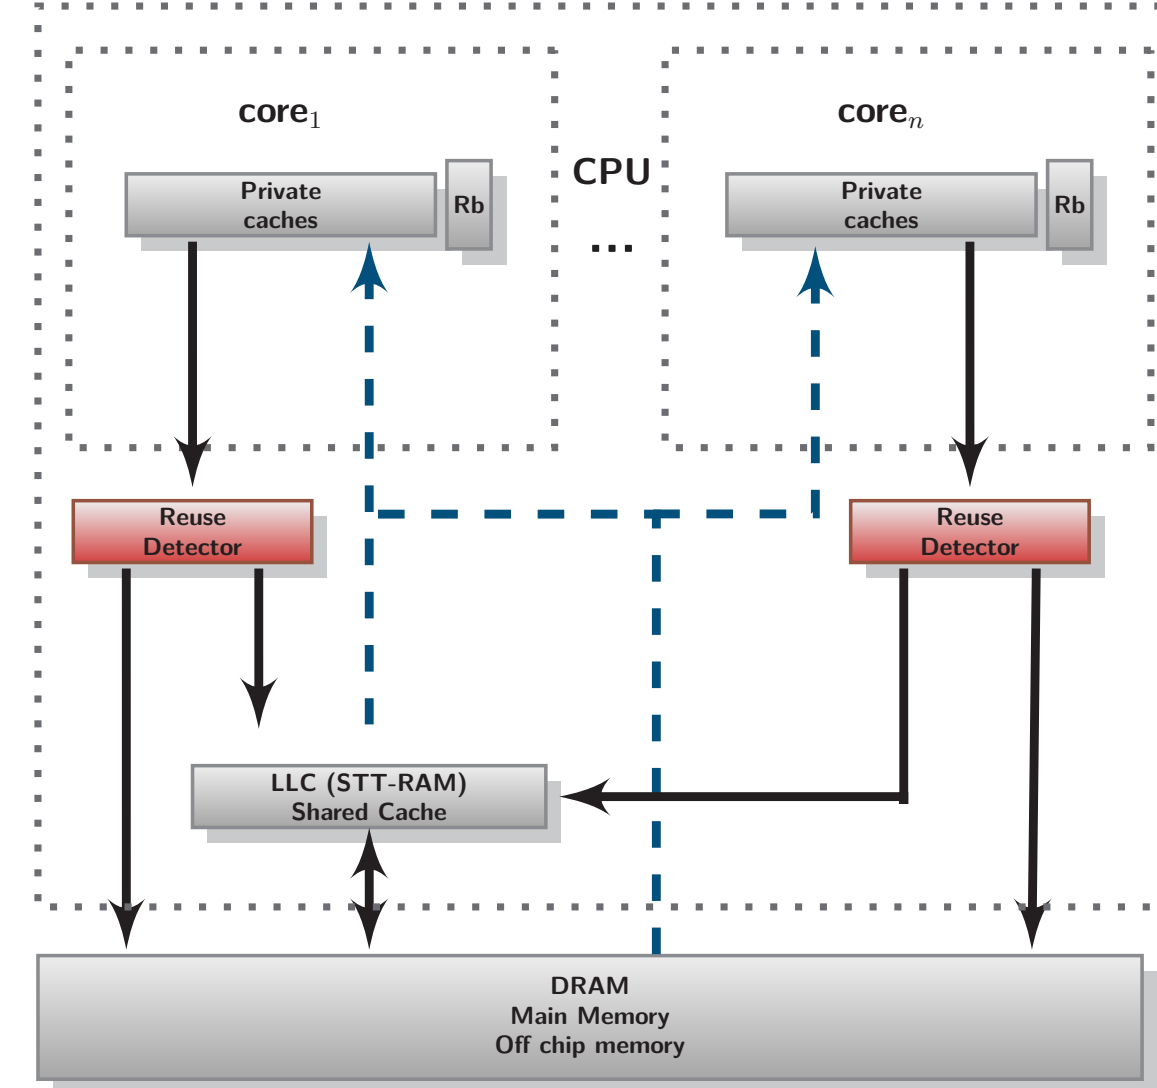 core1
coren
CPU
...
Private
caches
Rb
Private
caches
Rb
Reuse
Detector
Reuse
Detector
LLC (STT-RAM)
Shared Cache
DRAM
Main Memory
Off chip memory